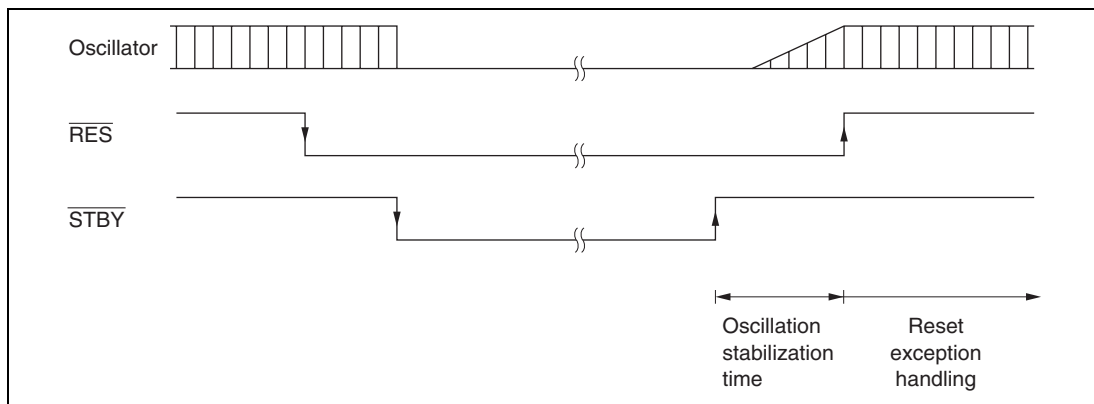 Oscillator
RES
STBY
Oscillation
stabilization
time
Reset
exception
handling